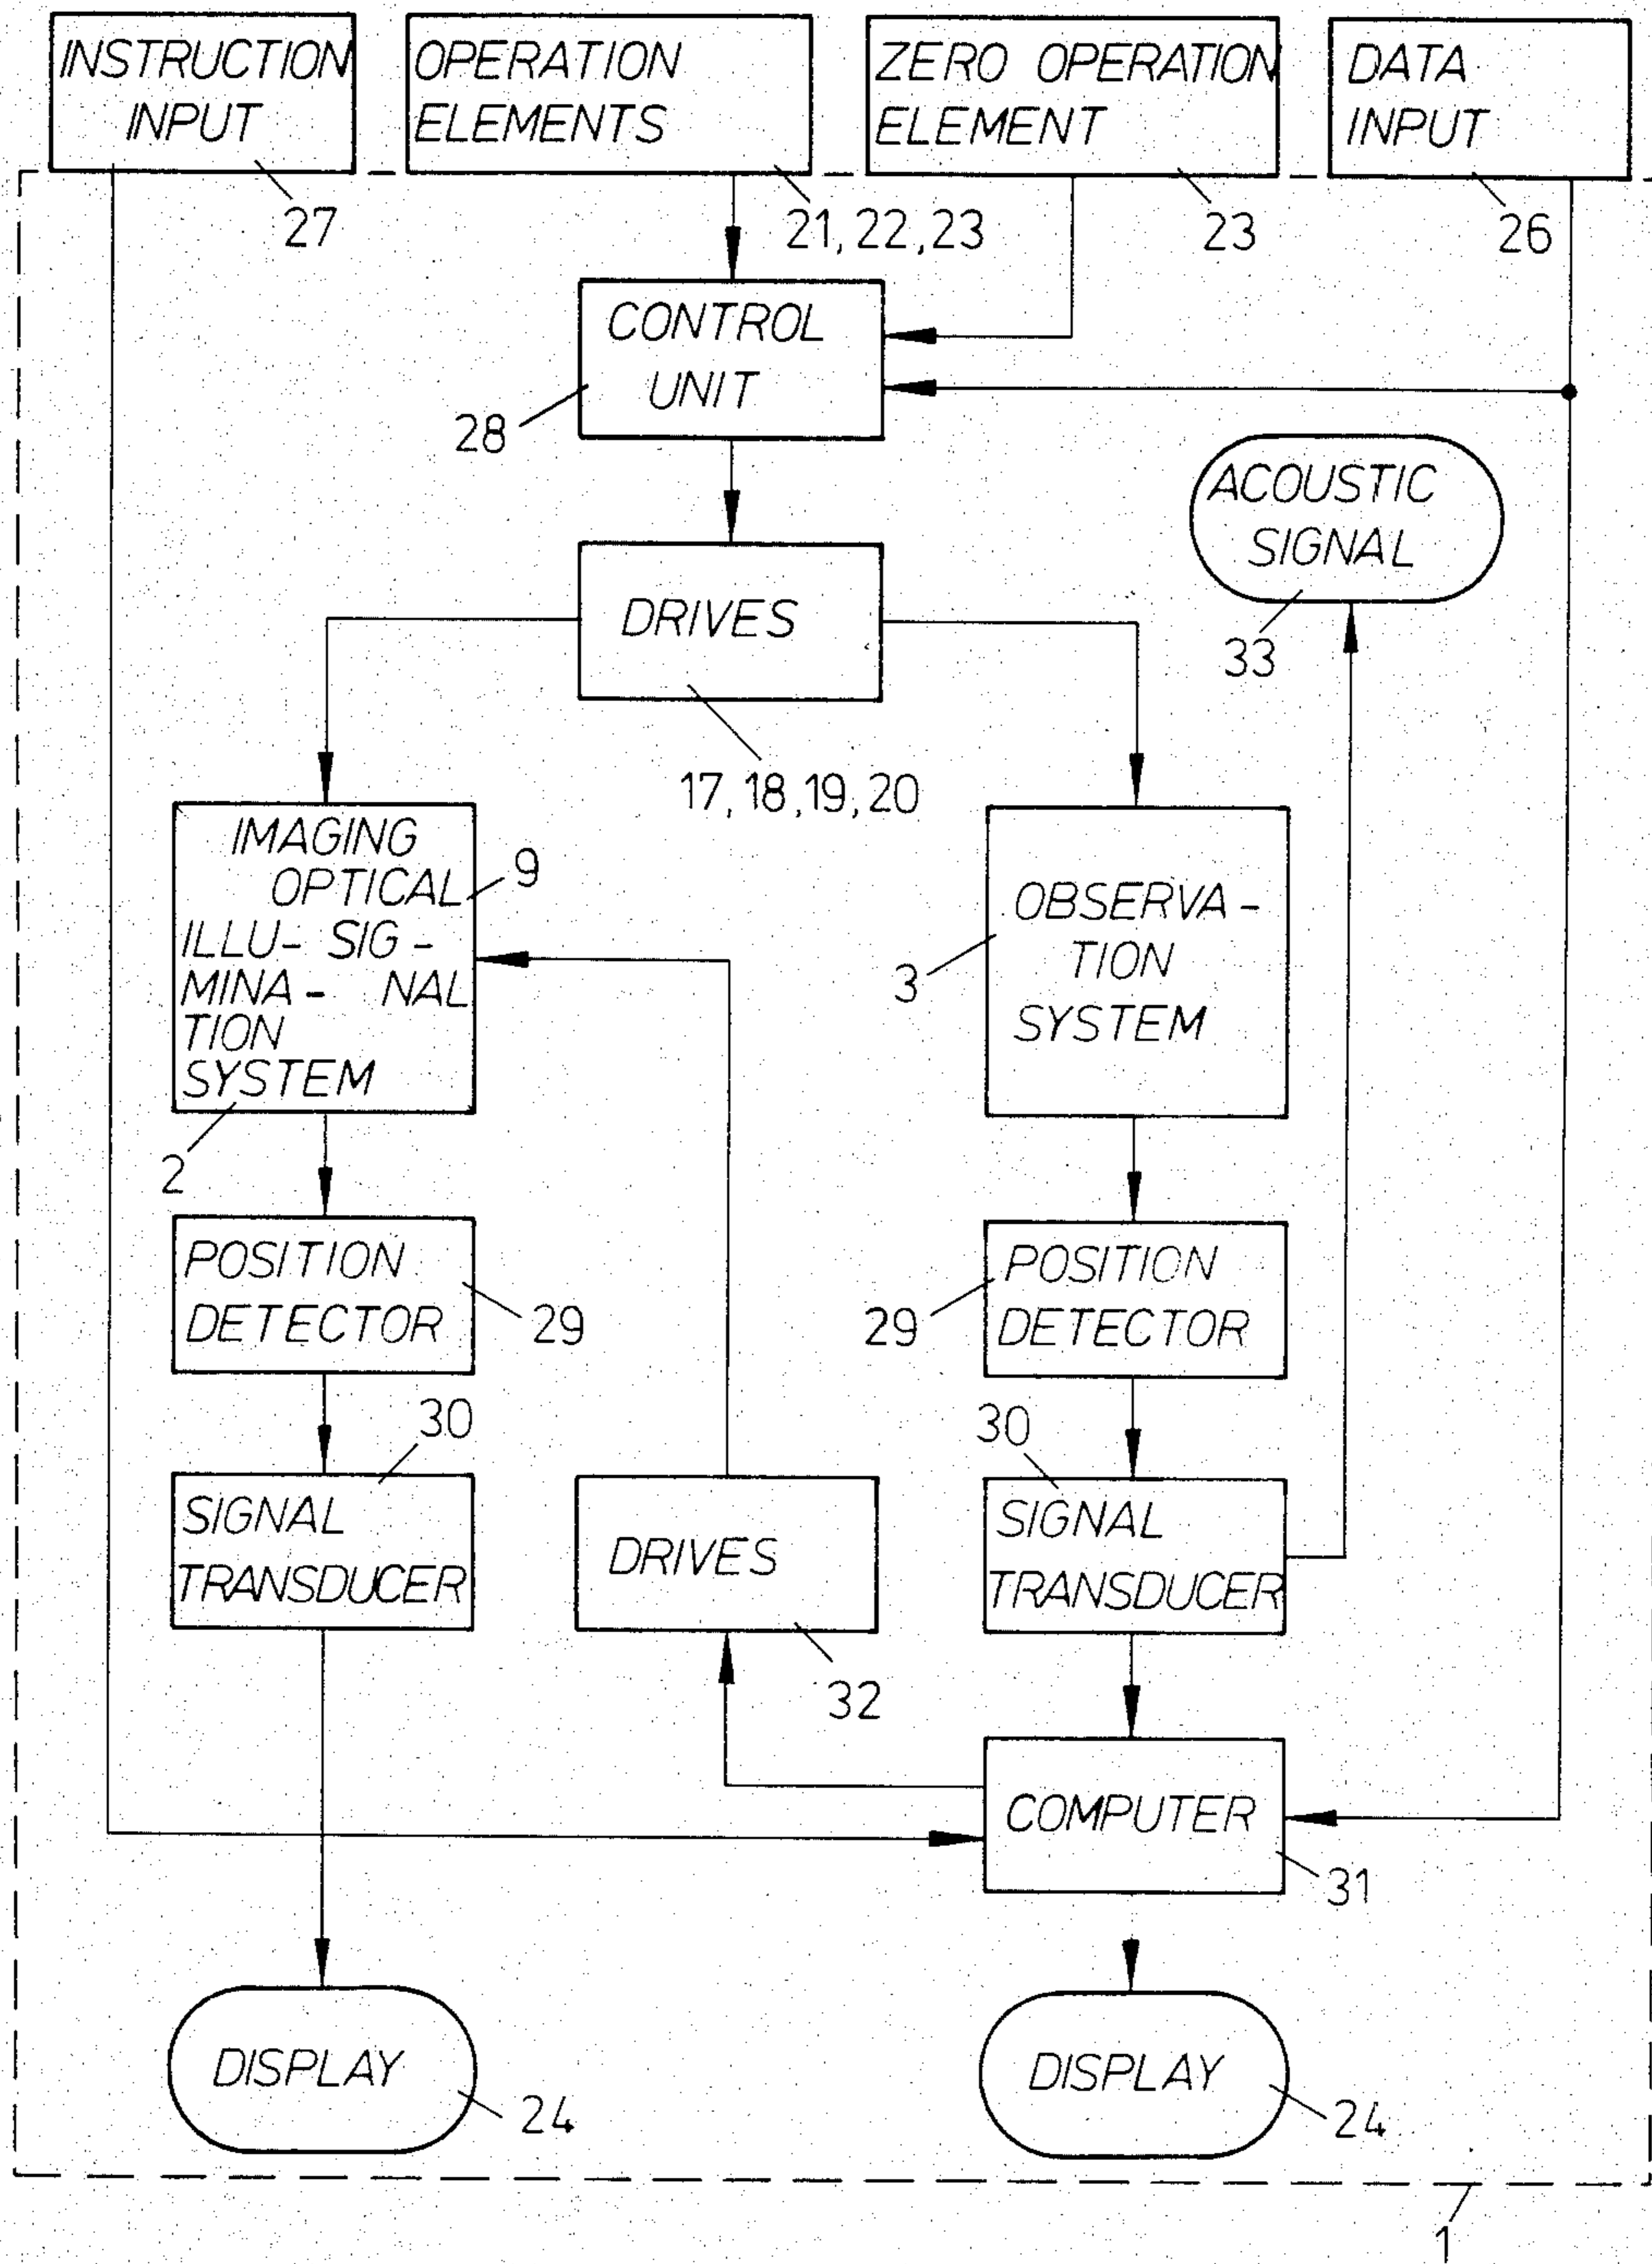 INSTRUCTION
INPUT
27
OPERATION
ELEMENTS
21, 22, 23
ZERO OPERATION
ELEMENT
23
DATA
INPUT
26
CONTROL
UNIT
28
ACOUSTIC
SIGNAL
33
DRIVES
17, 18, 19, 20
IMAGING
OPTICAL
ILLU- SIG-
MINA- NAL
TION
SYSTEM
9
2
OBSERVA-
TION
SYSTEM
3
POSITION
DETECTOR
29
POSITION
DETECTOR
29
SIGNAL
TRANSDUCER
30
DRIVES
32
SIGNAL
TRANSDUCER
30
COMPUTER
31
DISPLAY
24
DISPLAY
24
1